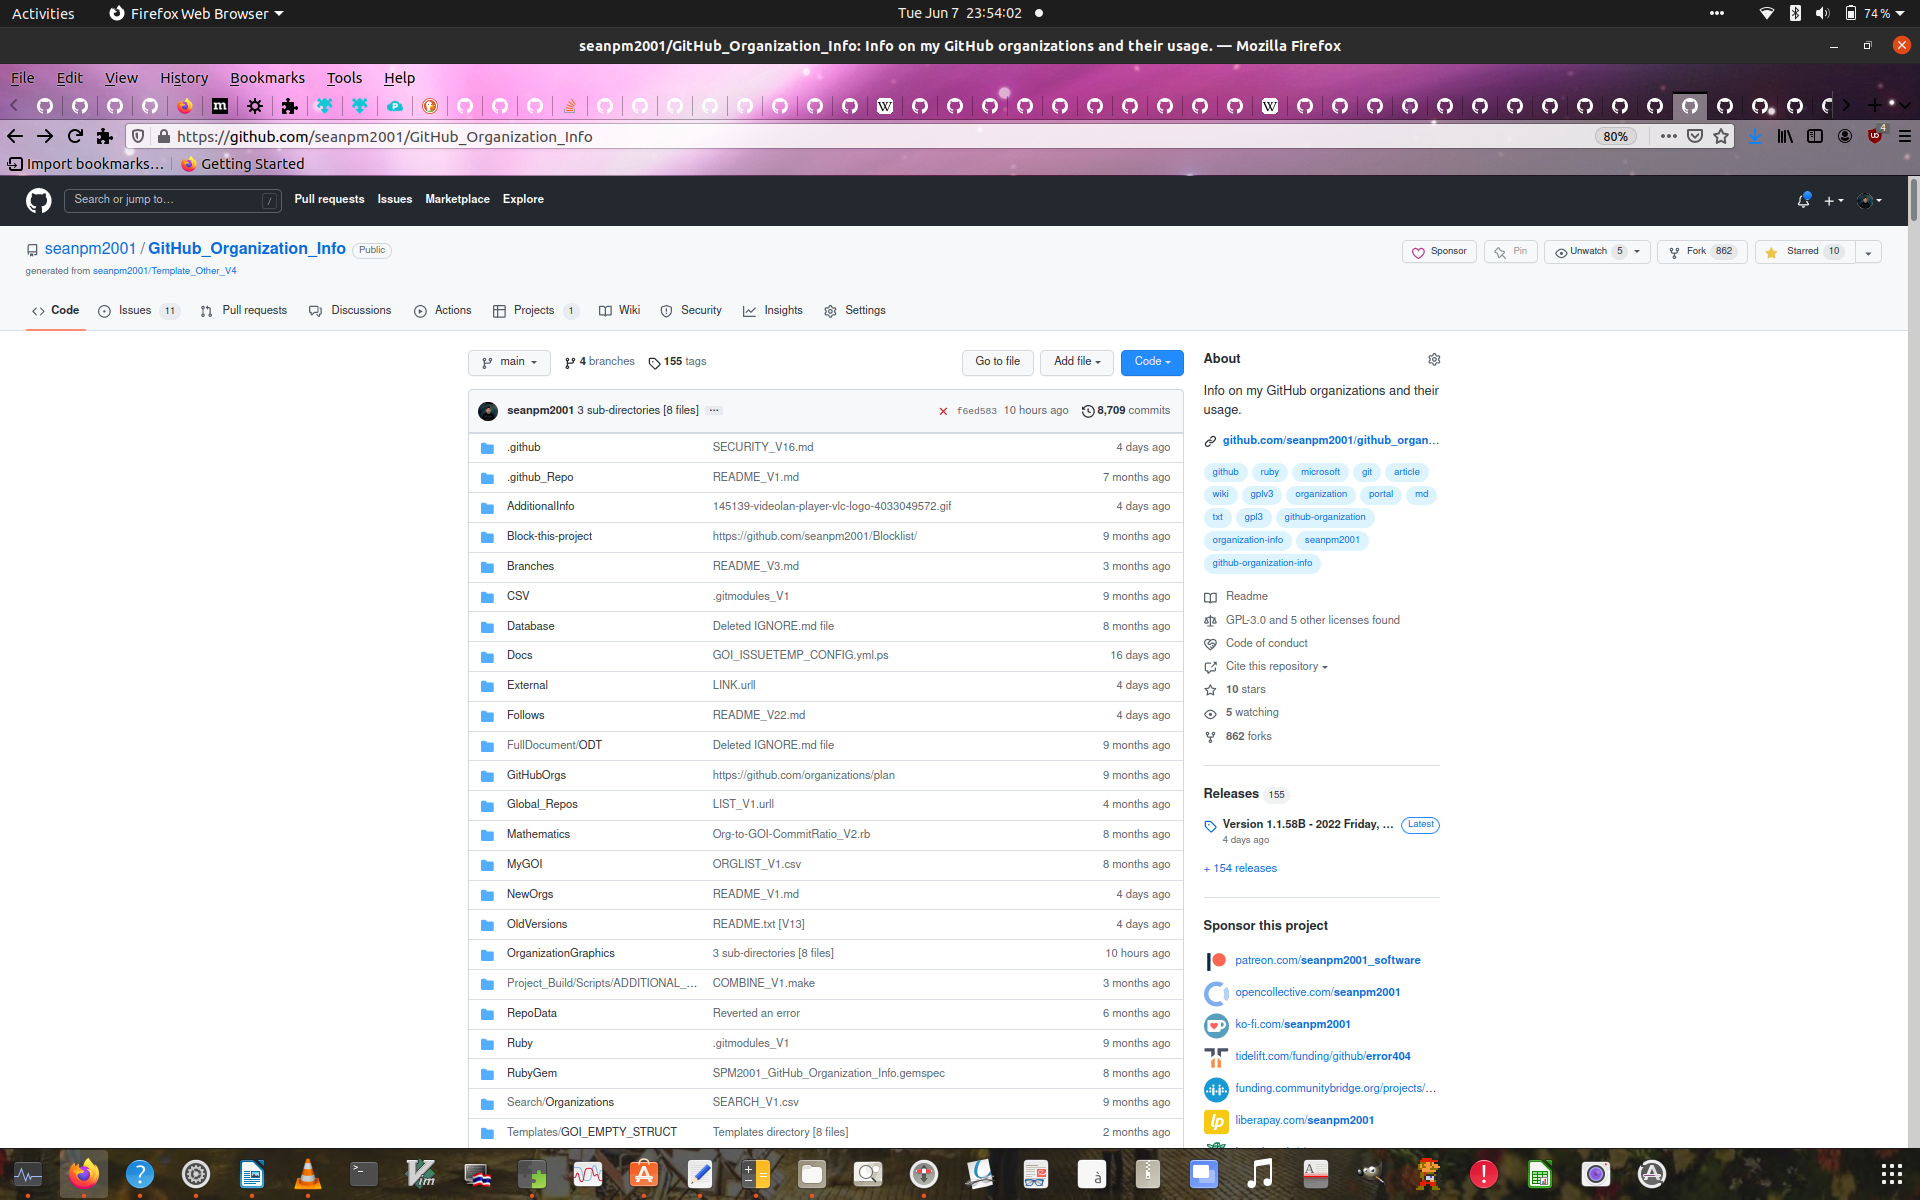 Activities
Firefox Web Browser
Tue Jun 7 23:54:02
74 %
seanpm2001/GitHub_Organization_Info: Info on my GitHub organizations and their usage. — Mozilla Firefox
File Edit View History Bookmarks Tools Help
https://github.com/seanpm2001/GitHub_Organization_Info
80%
4
Import bookmarks…
Getting Started
Search or jump to…
/
Pull requests Issues Marketplace Explore
seanpm2001 / GitHub_Organization_Info Public
generated from seanpm2001/Template_Other_V4
Sponsor
Pin
Unwatch 5
Fork 862
Starred 10
Code
Issues 11
Pull requests
Discussions
Actions
Projects 1
Wiki
Security
Insights
Settings
main
4 branches
155 tags
Go to file
Add file
Code
seanpm2001 3 sub-directories [8 files] ...
f6ed583 10 hours ago
8,709 commits
.github SECURITY_V16.md 4 days ago
.github_Repo README_V1.md 7 months ago
AdditionalInfo 145139-videolan-player-vlc-logo-4033049572.gif 4 days ago
Block-this-project https://github.com/seanpm2001/Blocklist/ 9 months ago
Branches README_V3.md 3 months ago
CSV .gitmodules_V1 9 months ago
Database Deleted IGNORE.md file 8 months ago
Docs GOI_ISSUETEMP_CONFIG.yml.ps 16 days ago
External LINK.urll 4 days ago
Follows README_V22.md 4 days ago
FullDocument/ODT Deleted IGNORE.md file 9 months ago
GitHubOrgs https://github.com/organizations/plan 9 months ago
Global_Repos LIST_V1.urll 4 months ago
Mathematics Org-to-GOI-CommitRatio_V2.rb 8 months ago
MyGOI ORGLIST_V1.csv 8 months ago
NewOrgs README_V1.md 4 days ago
OldVersions README.txt [V13] 4 days ago
OrganizationGraphics 3 sub-directories [8 files] 10 hours ago
Project_Build/Scripts/ADDITIONAL_... COMBINE_V1.make 3 months ago
RepoData Reverted an error 6 months ago
Ruby .gitmodules_V1 9 months ago
RubyGem SPM2001_GitHub_Organization_Info.gemspec 8 months ago
Search/Organizations SEARCH_V1.csv 9 months ago
Templates/GOI_EMPTY_STRUCT Templates directory [8 files] 2 months ago
About
Info on my GitHub organizations and their
usage.
github.com/seanpm2001/github_organ...
github ruby microsoft git article
wiki gplv3 organization portal md
txt gpl3 github-organization
organization-info seanpm2001
github-organization-info
Readme
GPL-3.0 and 5 other licenses found
Code of conduct
Cite this repository
10 stars
5 watching
862 forks
Releases 155
Version 1.1.58B - 2022 Friday, ... Latest
4 days ago
+ 154 releases
Sponsor this project
patreon.com/seanpm2001_software
opencollective.com/seanpm2001
ko-fi.com/seanpm2001
tidelift.com/funding/github/error404
funding.communitybridge.org/projects/...
liberapay.com/seanpm2001